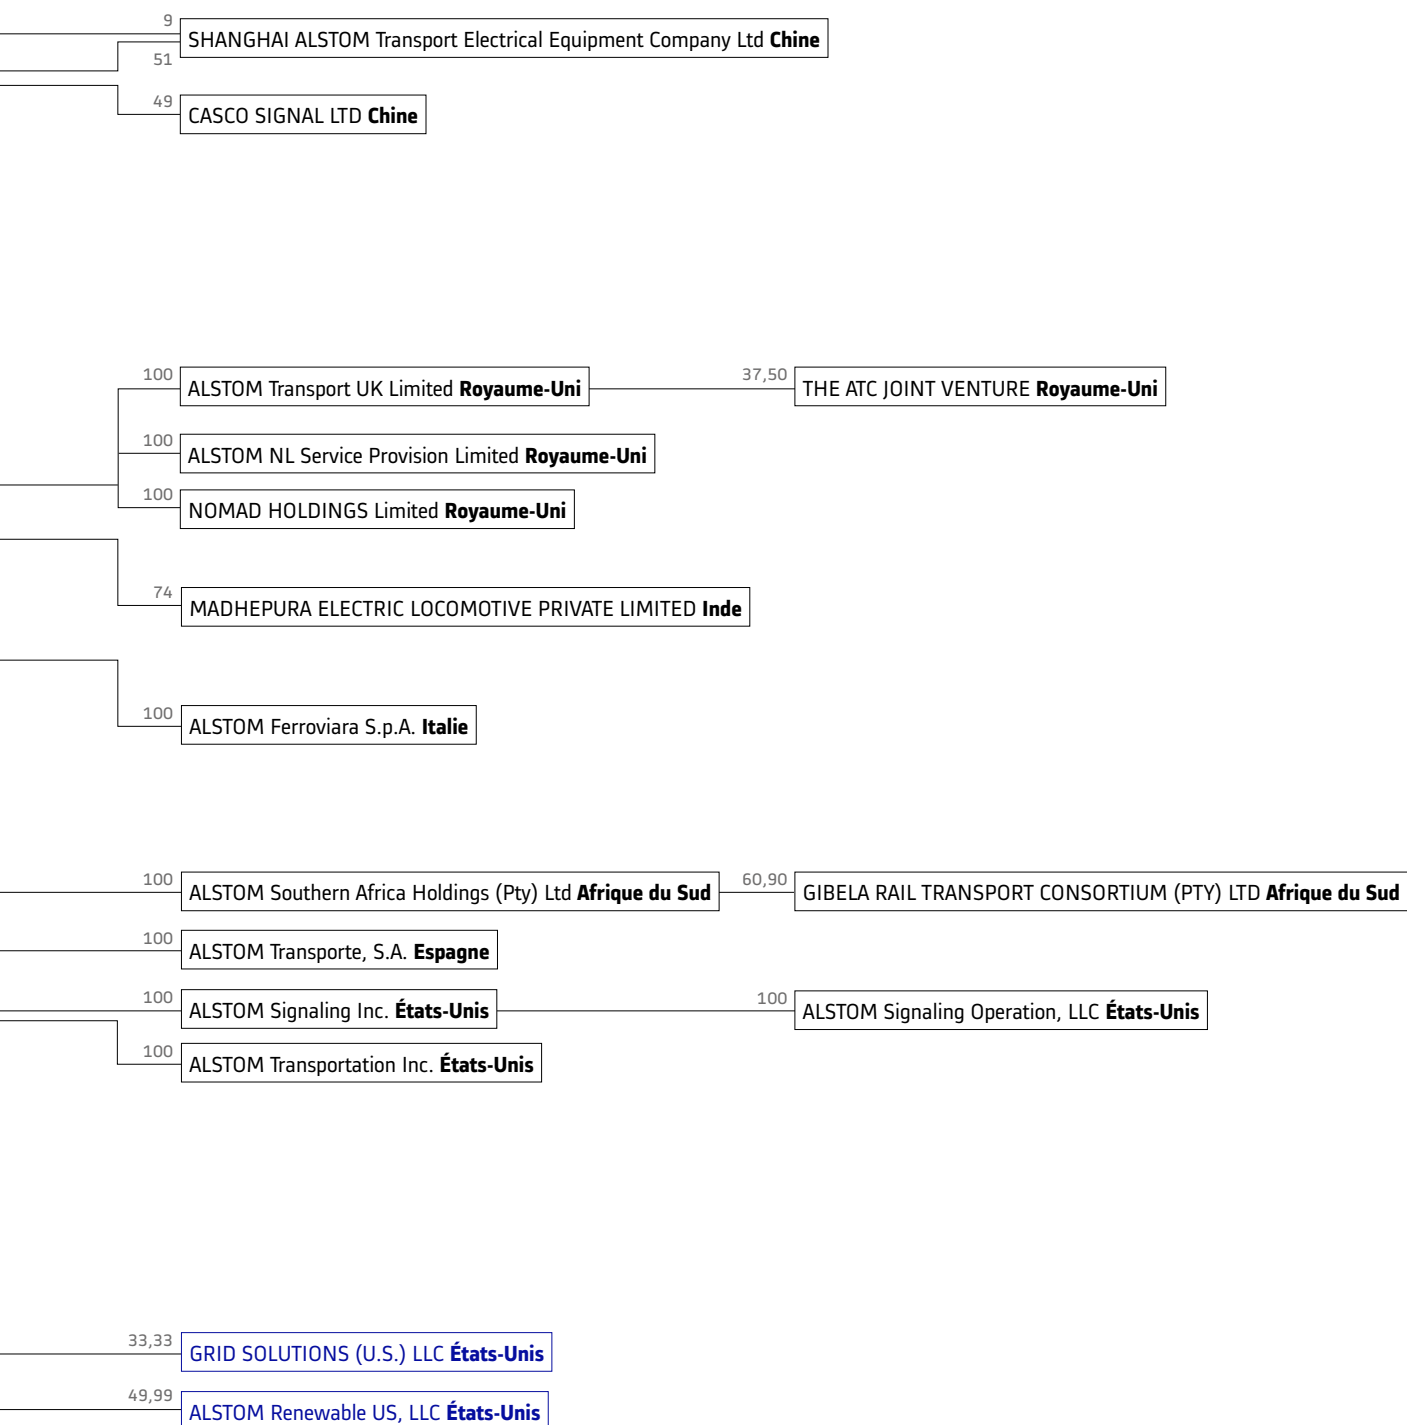 9
SHANGHAI ALSTOM Transport Electrical Equipment Company Ltd Chine
51
49
CASCO SIGNAL LTD Chine
100
ALSTOM Transport UK Limited Royaume-Uni
37,50
THE ATC JOINT VENTURE Royaume-Uni
100
ALSTOM NL Service Provision Limited Royaume-Uni
100
NOMAD HOLDINGS Limited Royaume-Uni
74
MADHEPURA ELECTRIC LOCOMOTIVE PRIVATE LIMITED Inde
100
ALSTOM Ferroviara S.p.A. Italie
100
ALSTOM Southern Africa Holdings (Pty) Ltd Afrique du Sud
60,90
GIBELA RAIL TRANSPORT CONSORTIUM (PTY) LTD Afrique du Sud
100
ALSTOM Transporte, S.A. Espagne
100
ALSTOM Signaling Inc. États-Unis
100
ALSTOM Signaling Operation, LLC États-Unis
100
ALSTOM Transportation Inc. États-Unis
33,33
GRID SOLUTIONS (U.S.) LLC États-Unis
49,99
ALSTOM Renewable US, LLC États-Unis